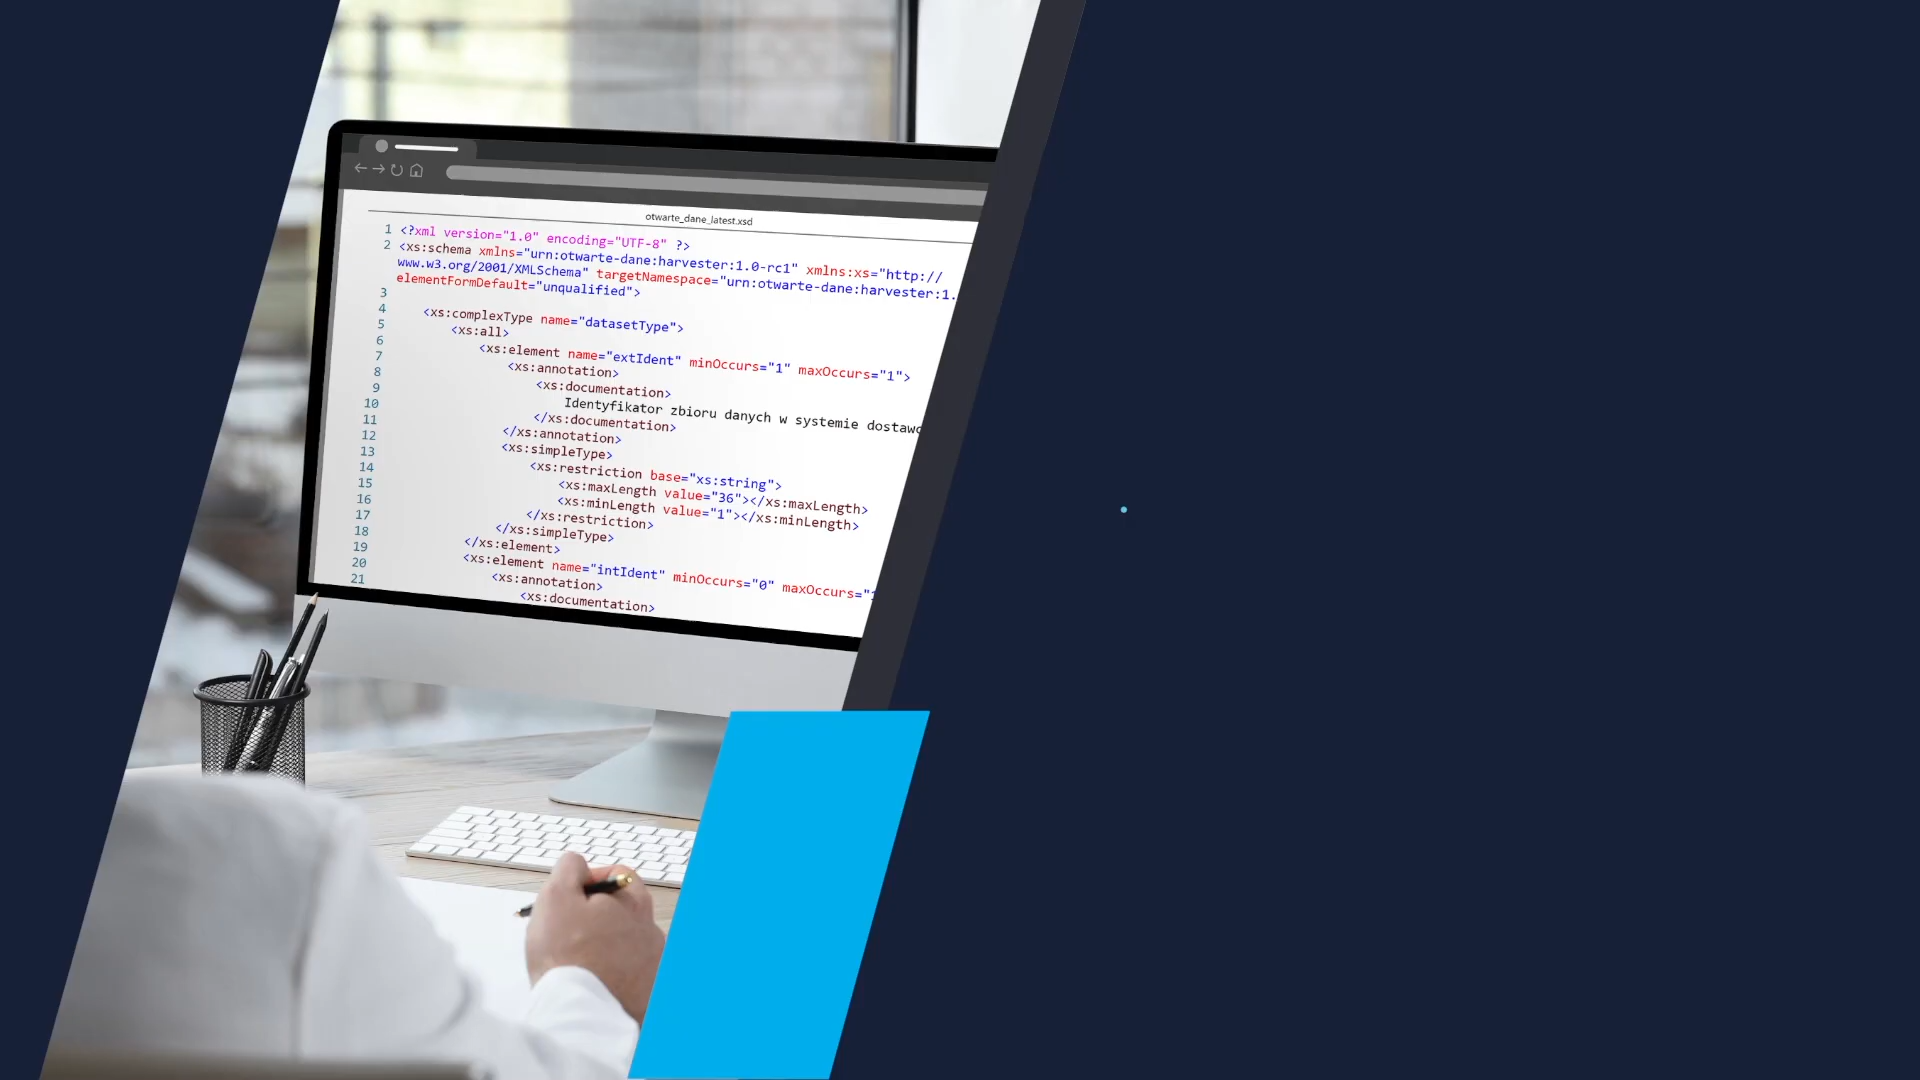 otwarte_dane_latest.xsd
1 <?xml version="1.0" encoding="UTF-8" ?>
2 <xs:schema xmlns="urn:otwarte-dane:harvester:1.0-rc1" xmlns:xs="http://
www.w3.org/2001/XMLSchema" targetNamespace="urn:otwarte-dane:harvester:1.
elementFormDefault="unqualified">
3
4 <xs:complexType name="datasetType">
5 <xs:all>
6 <xs:element name="extIdent" minOccurs="1" maxOccurs="1">
7 <xs:annotation>
8 <xs:documentation>
9 Identyfikator zbioru danych w systemie dostawc
10 </xs:documentation>
11 </xs:annotation>
12 <xs:simpleType>
13 <xs:restriction base="xs:string">
14 <xs:maxLength value="36"></xs:maxLength>
15 <xs:minLength value="1"></xs:minLength>
16 </xs:restriction>
17 </xs:simpleType>
18 </xs:element>
19 <xs:element name="intIdent" minOccurs="0" maxOccurs="1
20 <xs:annotation>
21 <xs:documentation>